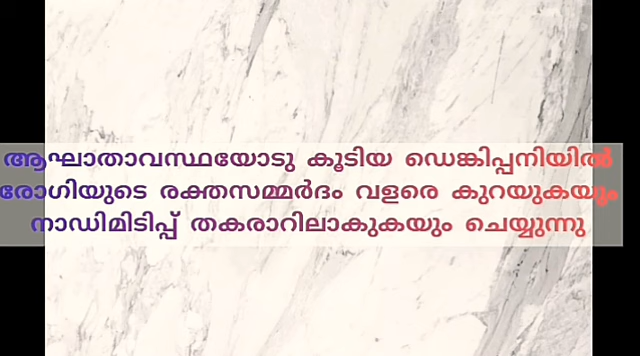 ആഘാതാവസ്ഥയോടു കൂടിയ ഡെങ്കിപ്പനിയിൽ
രോഗിയുടെ രക്തസമ്മർദം വളരെ കുറയുകയും
നാഡിമിടിപ്പ് തകരാറിലാകുകയും ചെയ്യുന്നു